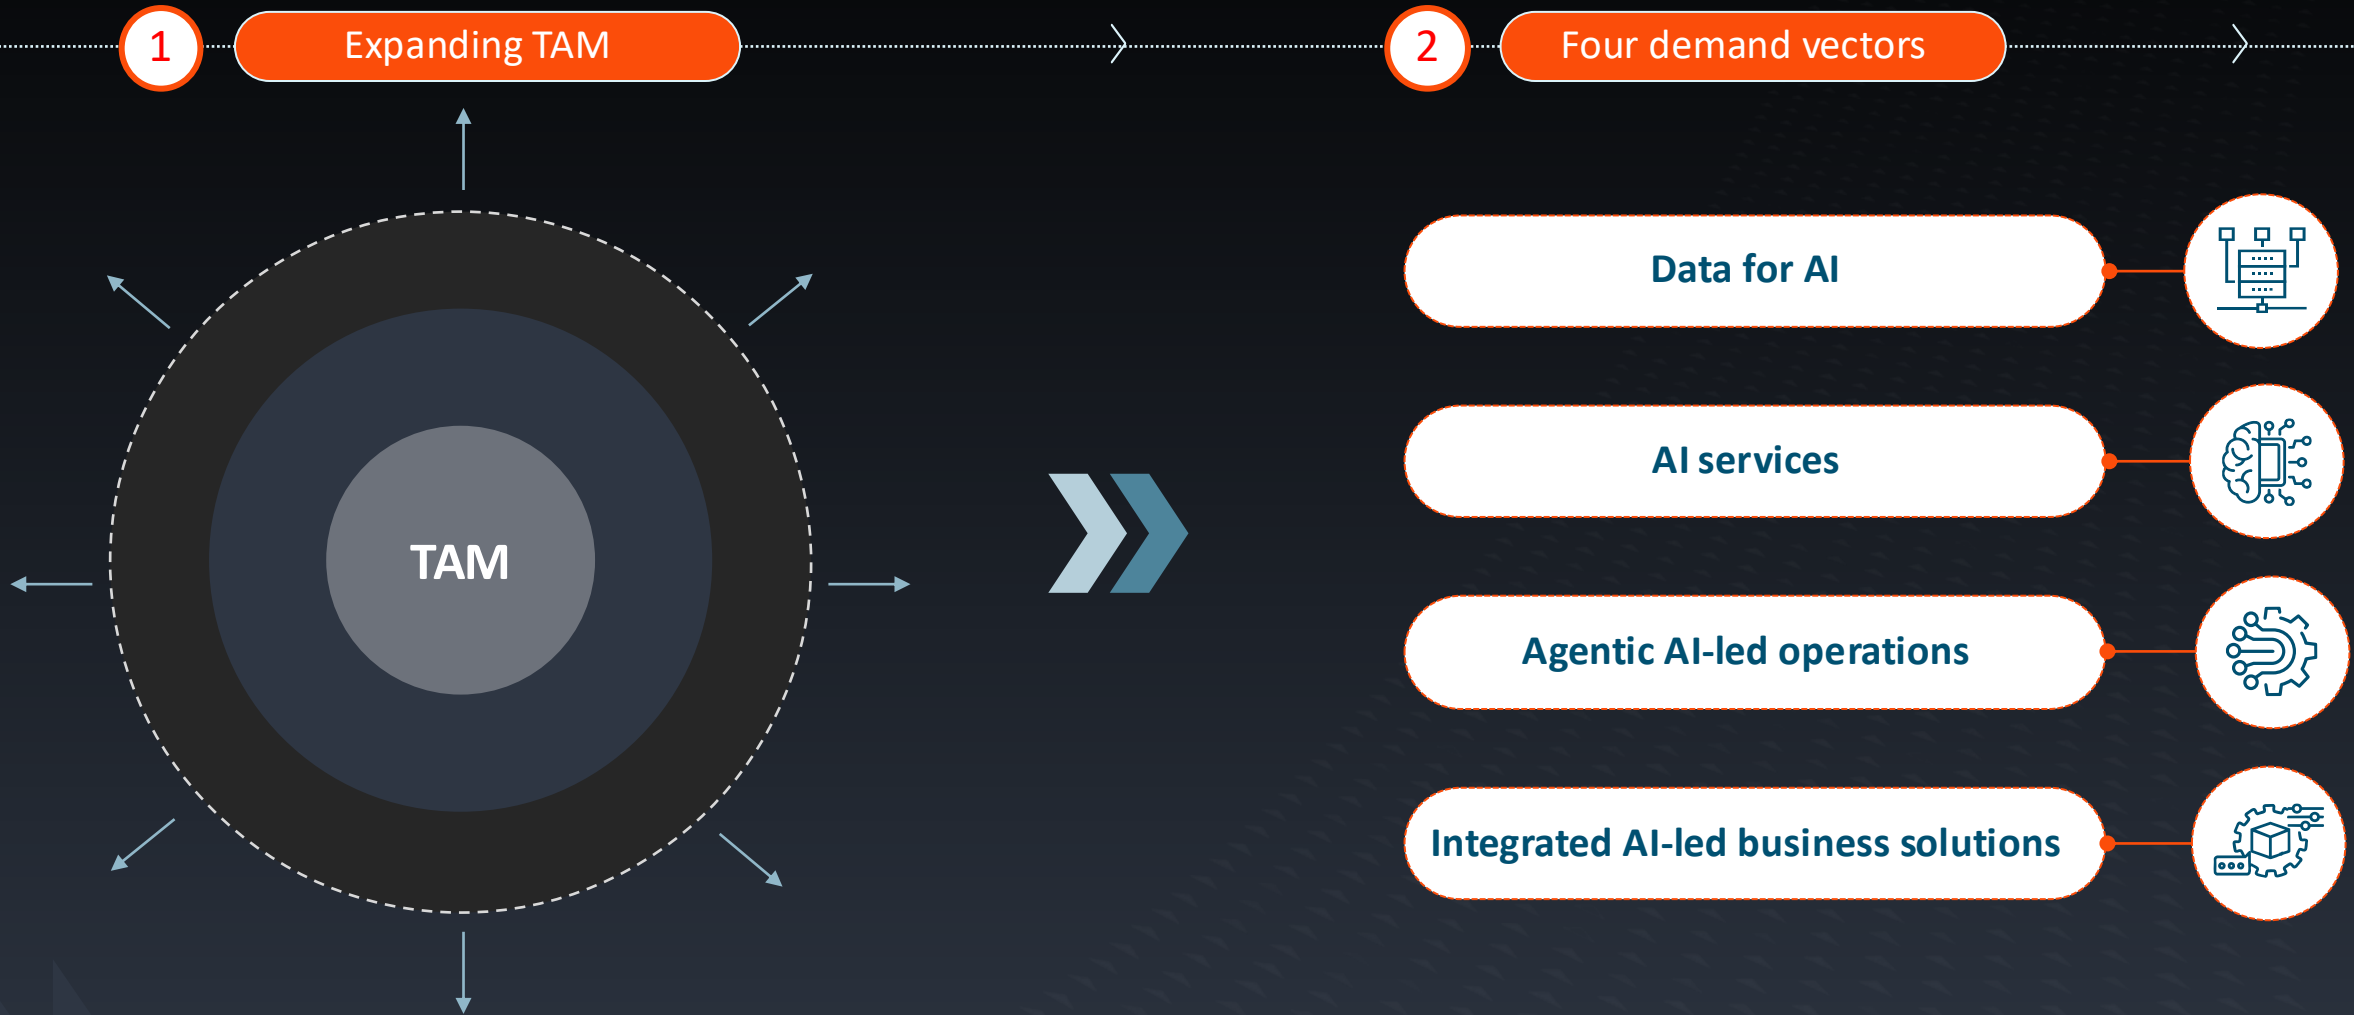 1
Expanding TAM
2
Four demand vectors
TAM
Data for AI
AI services
Agentic AI-led operations
Integrated AI-led business solutions